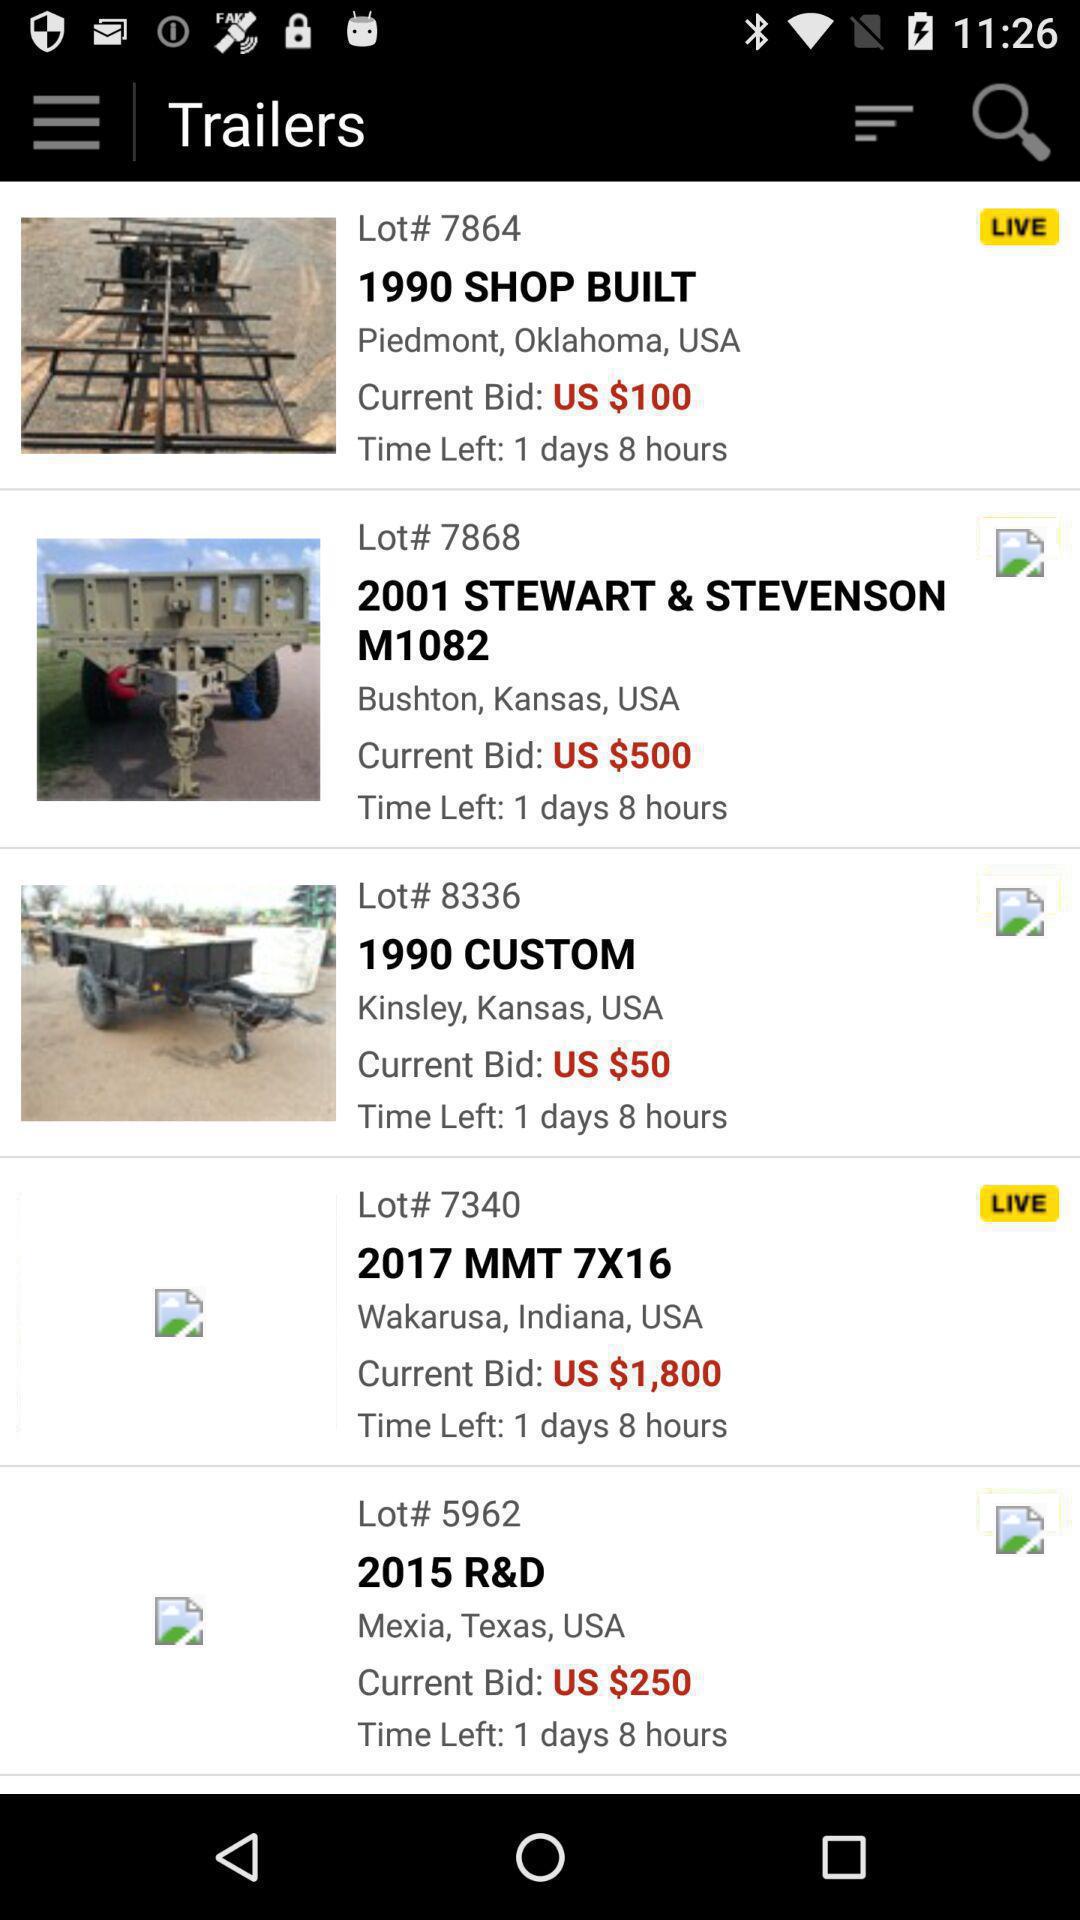 FAKE
11:26
Trailers
Lot# 7864
LIVE
1990 SHOP BUILT
Piedmont, Oklahoma, USA
Current Bid: US $100
Time Left: 1 days 8 hours
Lot# 7868
2001 STEWART & STEVENSON
M1082
Bushton, Kansas, USA
Current Bid: US $500
Time Left: 1 days 8 hours
Lot# 8336
1990 CUSTOM
Kinsley, Kansas, USA
Current Bid: US $50
Time Left: 1 days 8 hours
Lot# 7340
LIVE
2017 MMT 7X16
Wakarusa, Indiana, USA
Current Bid: US $1,800
Time Left: 1 days 8 hours
Lot# 5962
2015 R&D
Mexia, Texas, USA
Current Bid: US $250
Time Left: 1 days 8 hours